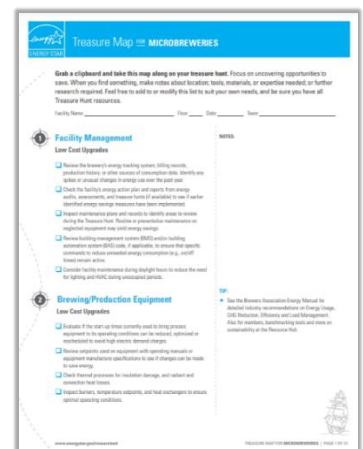 ENERGY STAR
Treasure Map FOR MICROBREWERIES
Grab a clipboard and take this map along on your treasure hunt. Focus on uncovering opportunities to
save. When you find something, make notes about location; tools, materials, or expertise needed; or further
research required. Feel free to add to or modify this list to suit your own needs, and be sure you have all
Treasure Hunt resources.
Facility Name Floor Date Team
1 Facility Management
Low Cost Upgrades
Review the brewery's energy tracking system, billing records,
production history, or other sources of consumption data. Identify any
spikes or unusual changes in energy use over the past year.
Check the facility's energy action plan and reports from energy
audits, assessments, and treasure hunts (if available) to see if earlier
identified energy savings measures have been implemented.
Inspect maintenance plans and records to identify areas to review
during the Treasure Hunt. Routine or preventative maintenance on
neglected equipment may yield energy savings.
Review building management system (BMS) and/or building
automation system (BAS) code, if applicable, to ensure that specific
commands to reduce unneeded energy consumption (e.g., on/off
times) remain active.
Consider facility maintenance during daylight hours to reduce the need
for lighting and HVAC during unoccupied periods.
2 Brewing/Production Equipment
Low Cost Upgrades
Evaluate if the start-up times currently used to bring process
equipment to its operating conditions can be reduced, optimized or
rescheduled to avoid high electric demand charges.
Review setpoints used on equipment with operating manuals or
equipment manufacture specifications to see if changes can be made
to save energy.
Check thermal processes for insulation damage, and radiant and
convection heat losses.
Inspect burners, temperature setpoints, and heat exchangers to ensure
optimal operating conditions.
NOTES:
TIP:
See the Brewers Association Energy Manual for
detailed industry recommendations on Energy Usage,
GHG Reduction, Efficiency and Load Management.
Also for members, benchmarking tools and more on
sustainability at the Resource Hub.
www.energystar.gov/treasurehunt
TREASURE MAP FOR MICROBREWERIES | PAGE 1 OF